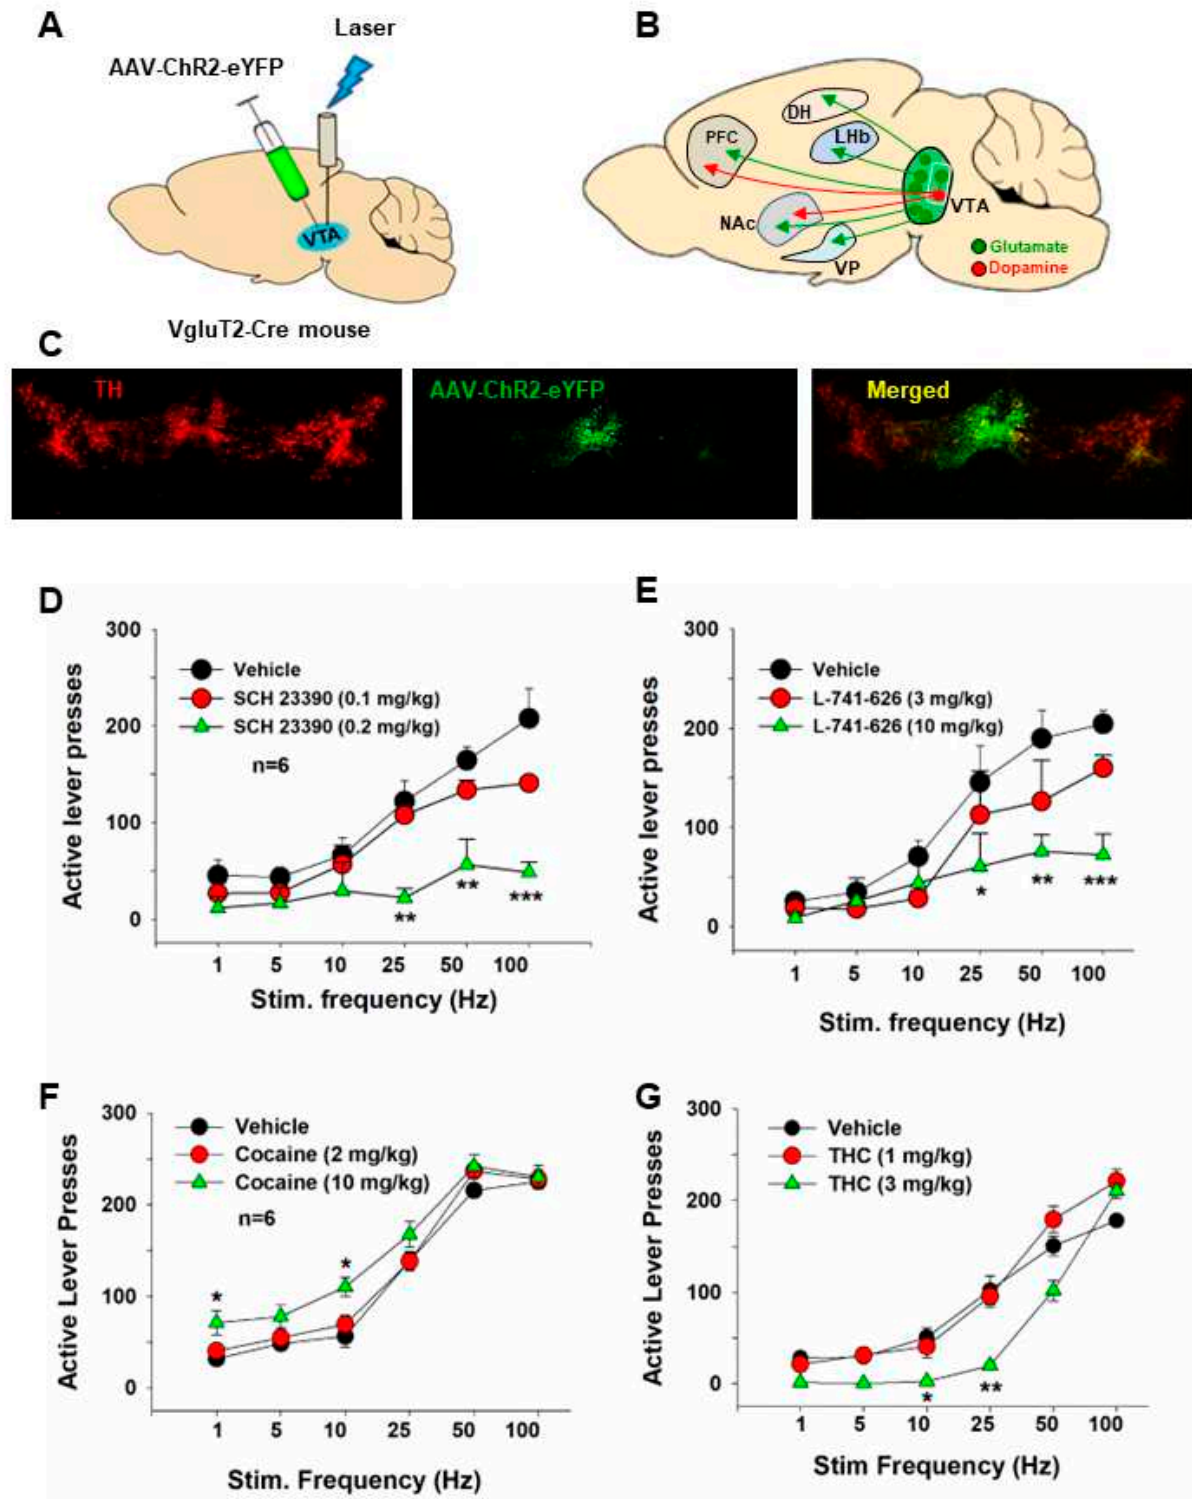 A
Laser
AAV-ChR2-eYFP
VTA
VgluT2-Cre mouse
B
DH
PFC
LHb
NAc
VTA
VP
Glutamate
Dopamine
C
TH
AAV-ChR2-eYFP
Merged
D
300
200
100
0
Active lever presses
Vehicle
SCH 23390 (0.1 mg/kg)
SCH 23390 (0.2 mg/kg)
n=6
**
**
***
1 5 10 25 50 100
Stim. frequency (Hz)
E
300
200
100
0
Active lever presses
Vehicle
L-741-626 (3 mg/kg)
L-741-626 (10 mg/kg)
*
**
***
1 5 10 25 50 100
Stim. frequency (Hz)
F
300
200
100
0
Active Lever Presses
Vehicle
Cocaine (2 mg/kg)
Cocaine (10 mg/kg)
n=6
*
*
1 5 10 25 50 100
Stim. Frequency (Hz)
G
300
200
100
0
Active Lever Presses
Vehicle
THC (1 mg/kg)
THC (3 mg/kg)
*
**
1 5 10 25 50 100
Stim Frequency (Hz)